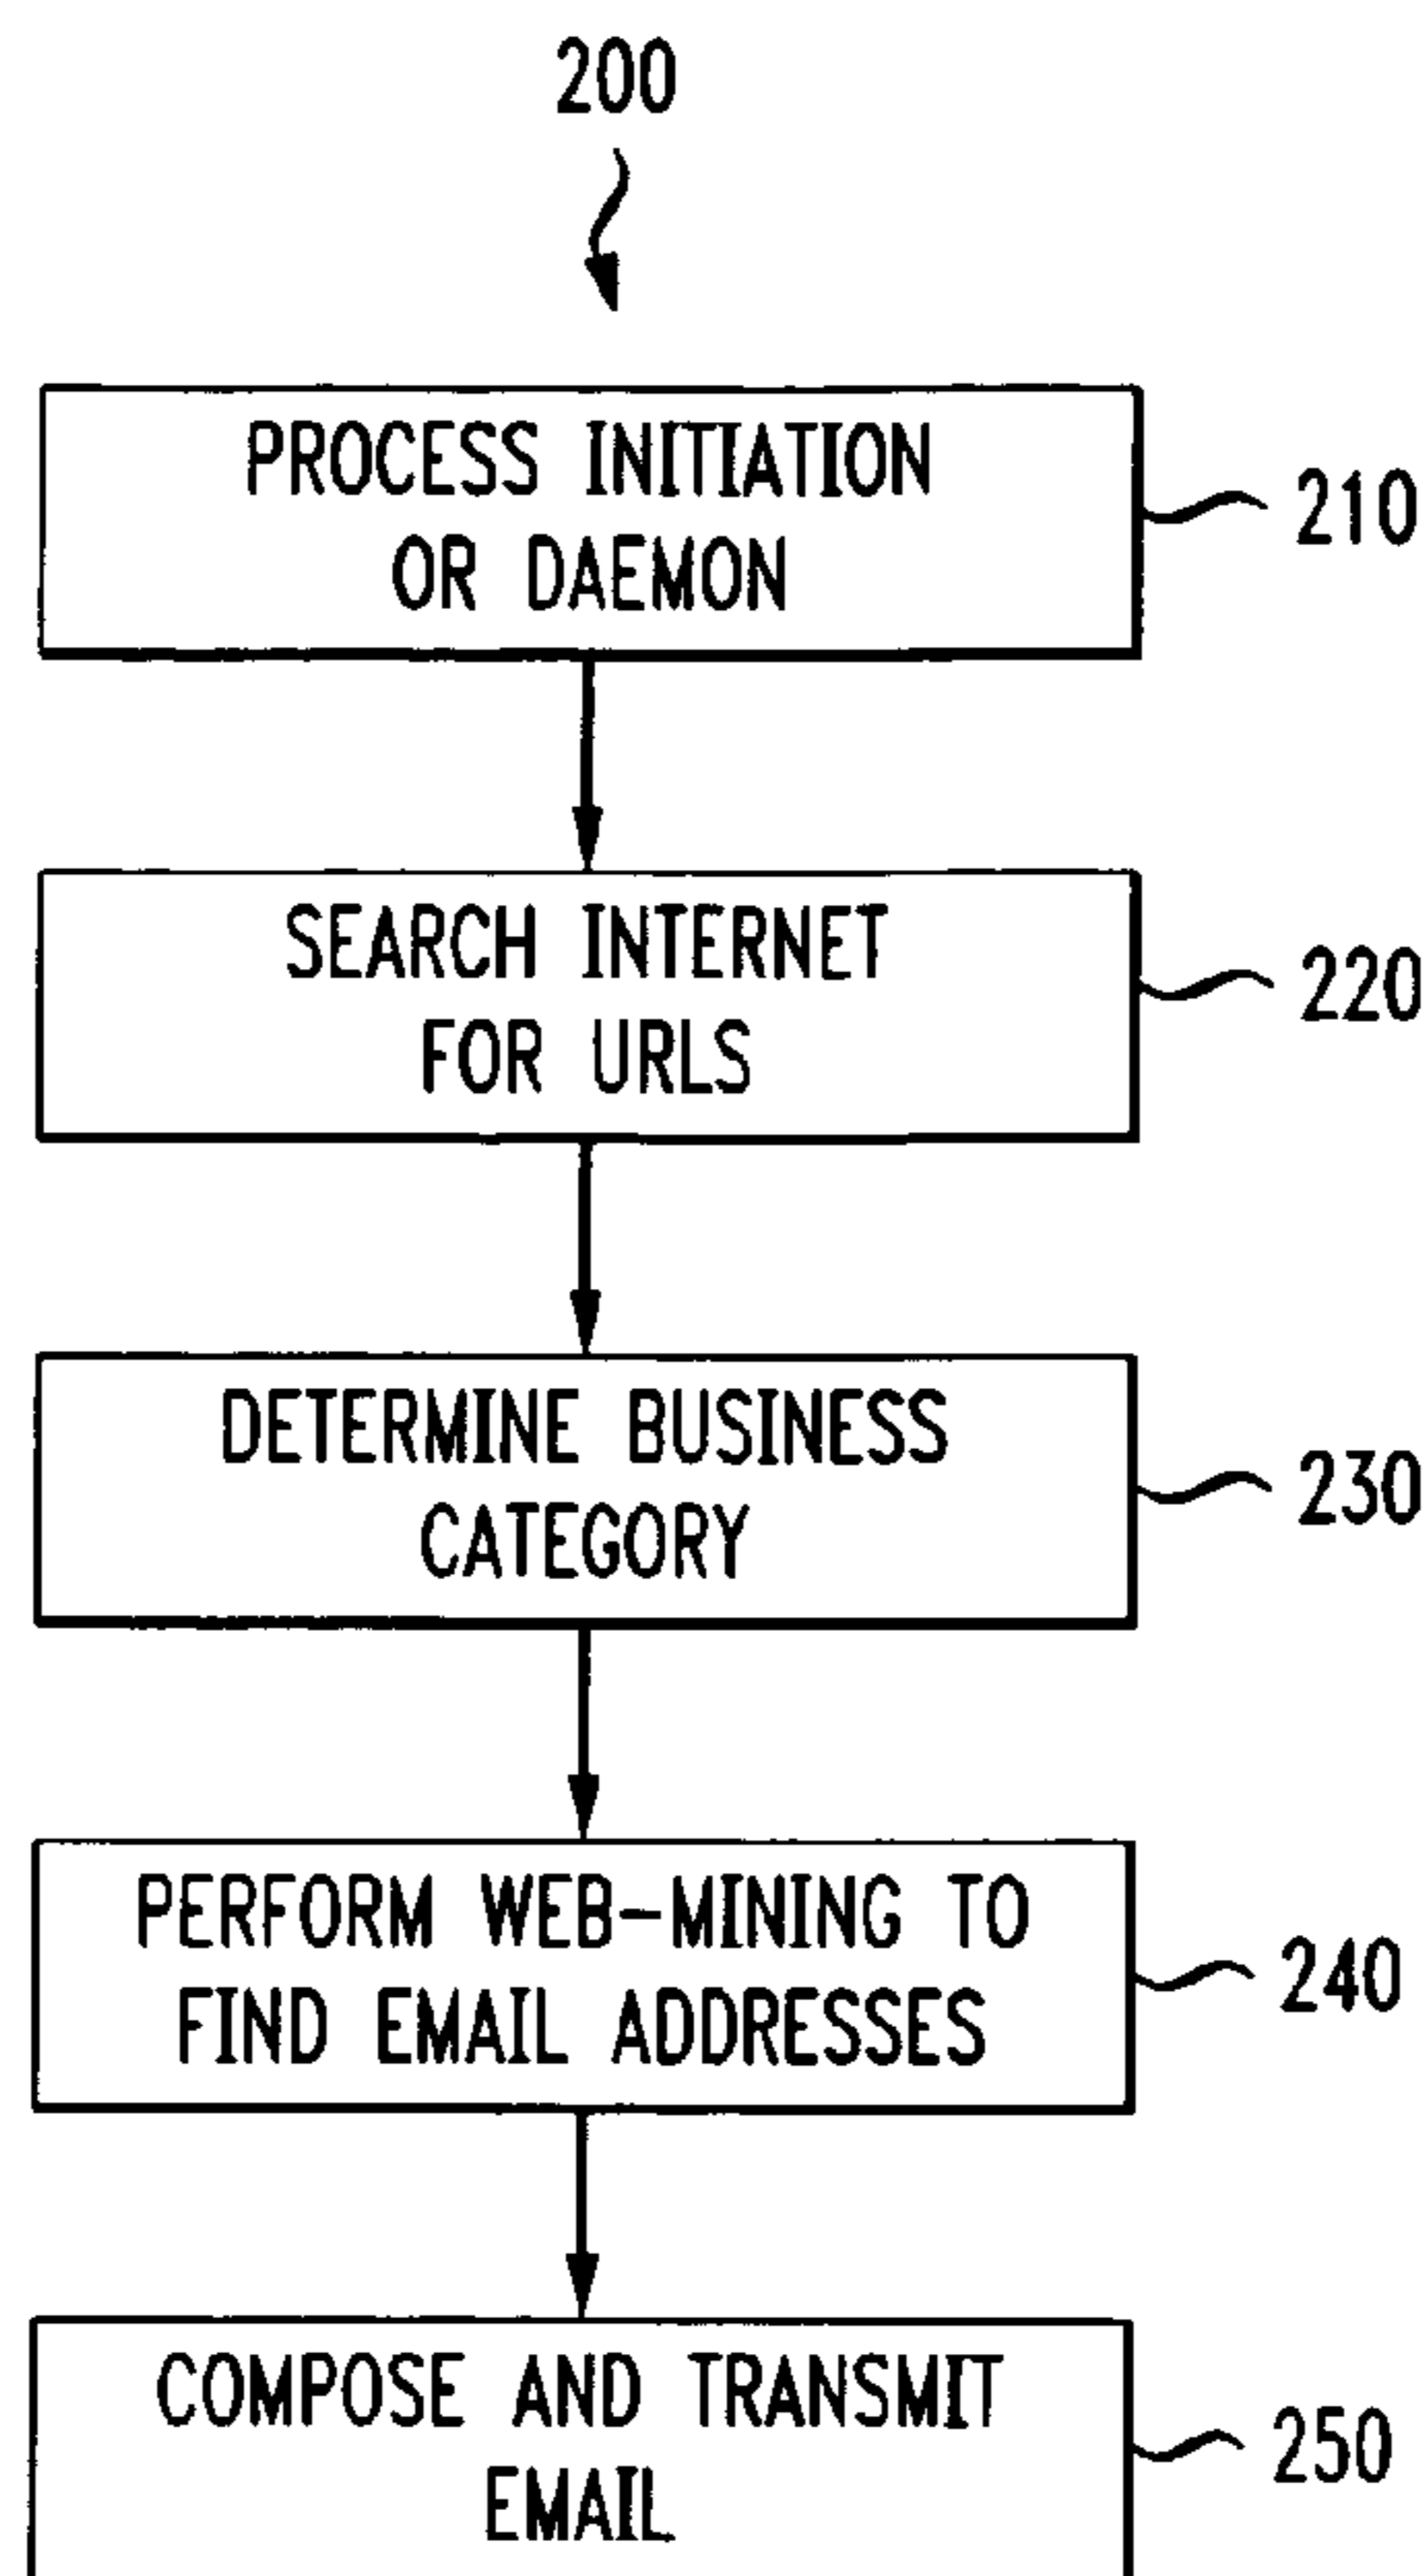 200
PROCESS INITIATION
OR DAEMON
210
SEARCH INTERNET
FOR URLS
220
DETERMINE BUSINESS
CATEGORY
230
PERFORM WEB-MINING TO
FIND EMAIL ADDRESSES
240
COMPOSE AND TRANSMIT
EMAIL
250